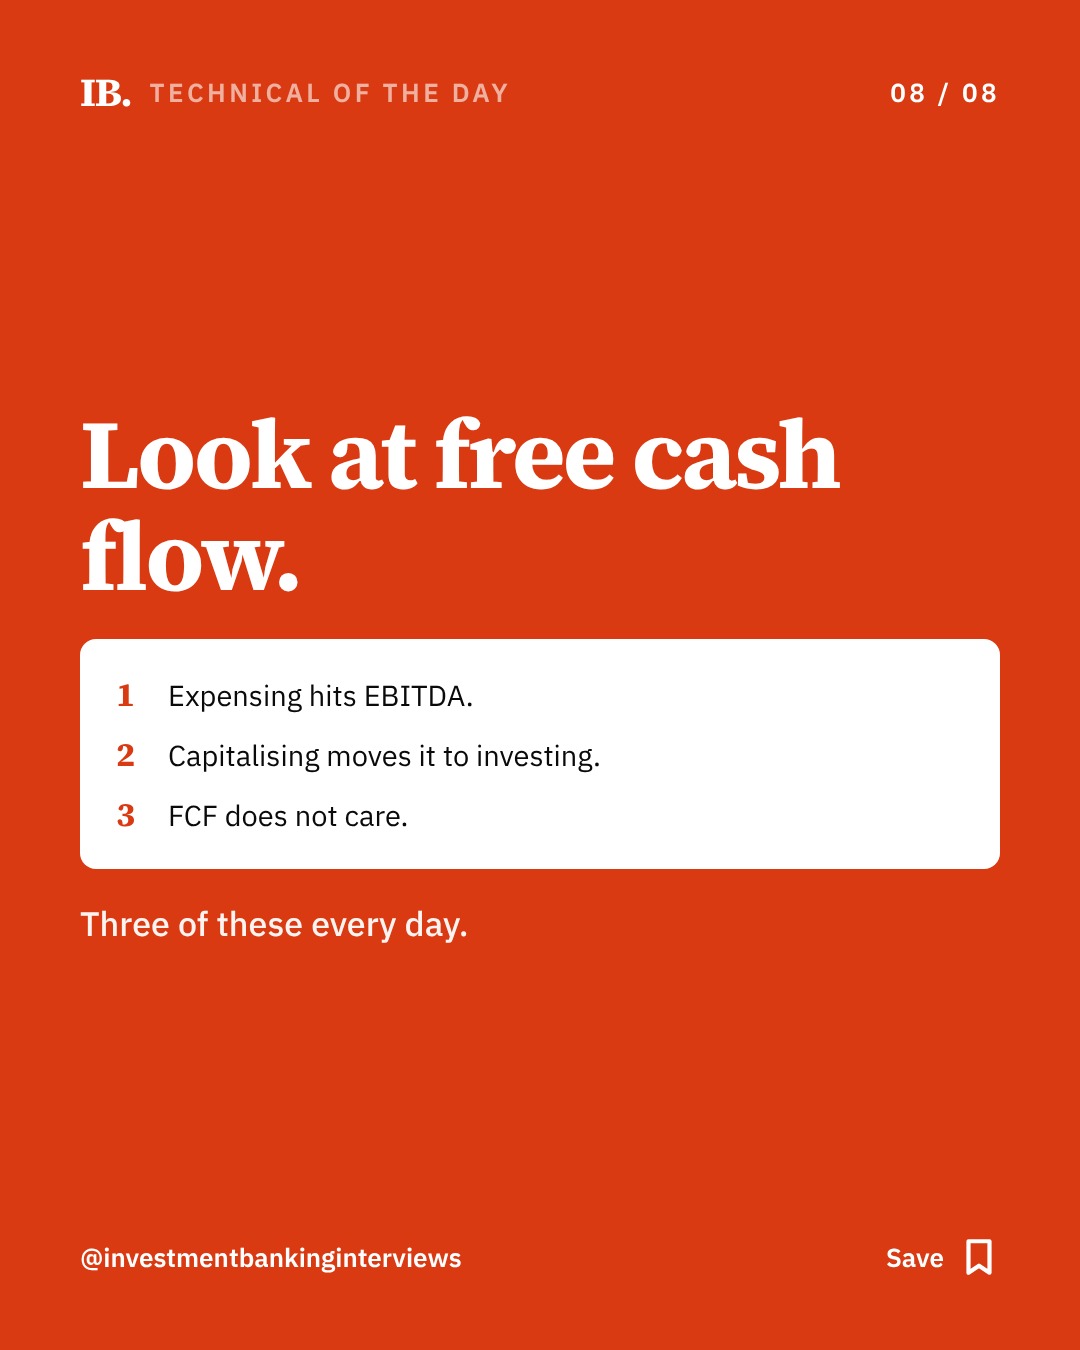 IB. TECHNICAL OF THE DAY 08 / 08
Look at free cash
flow.
1 Expensing hits EBITDA.
2 Capitalising moves it to investing.
3 FCF does not care.
Three of these every day.
@investmentbankinginterviews Save